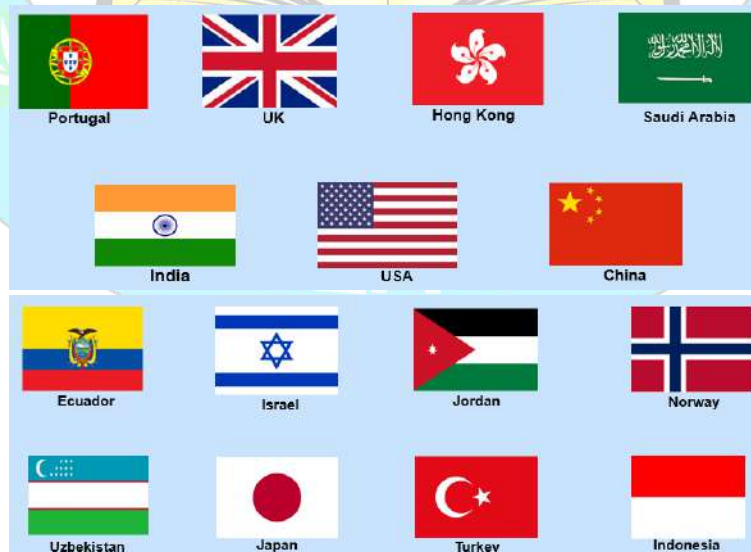 Portugal
UK
Hong Kong
Saudi Arabia
India
USA
China
Ecuador
Israel
Jordan
Norway
Uzbekistan
Japan
Turkey
Indonesia